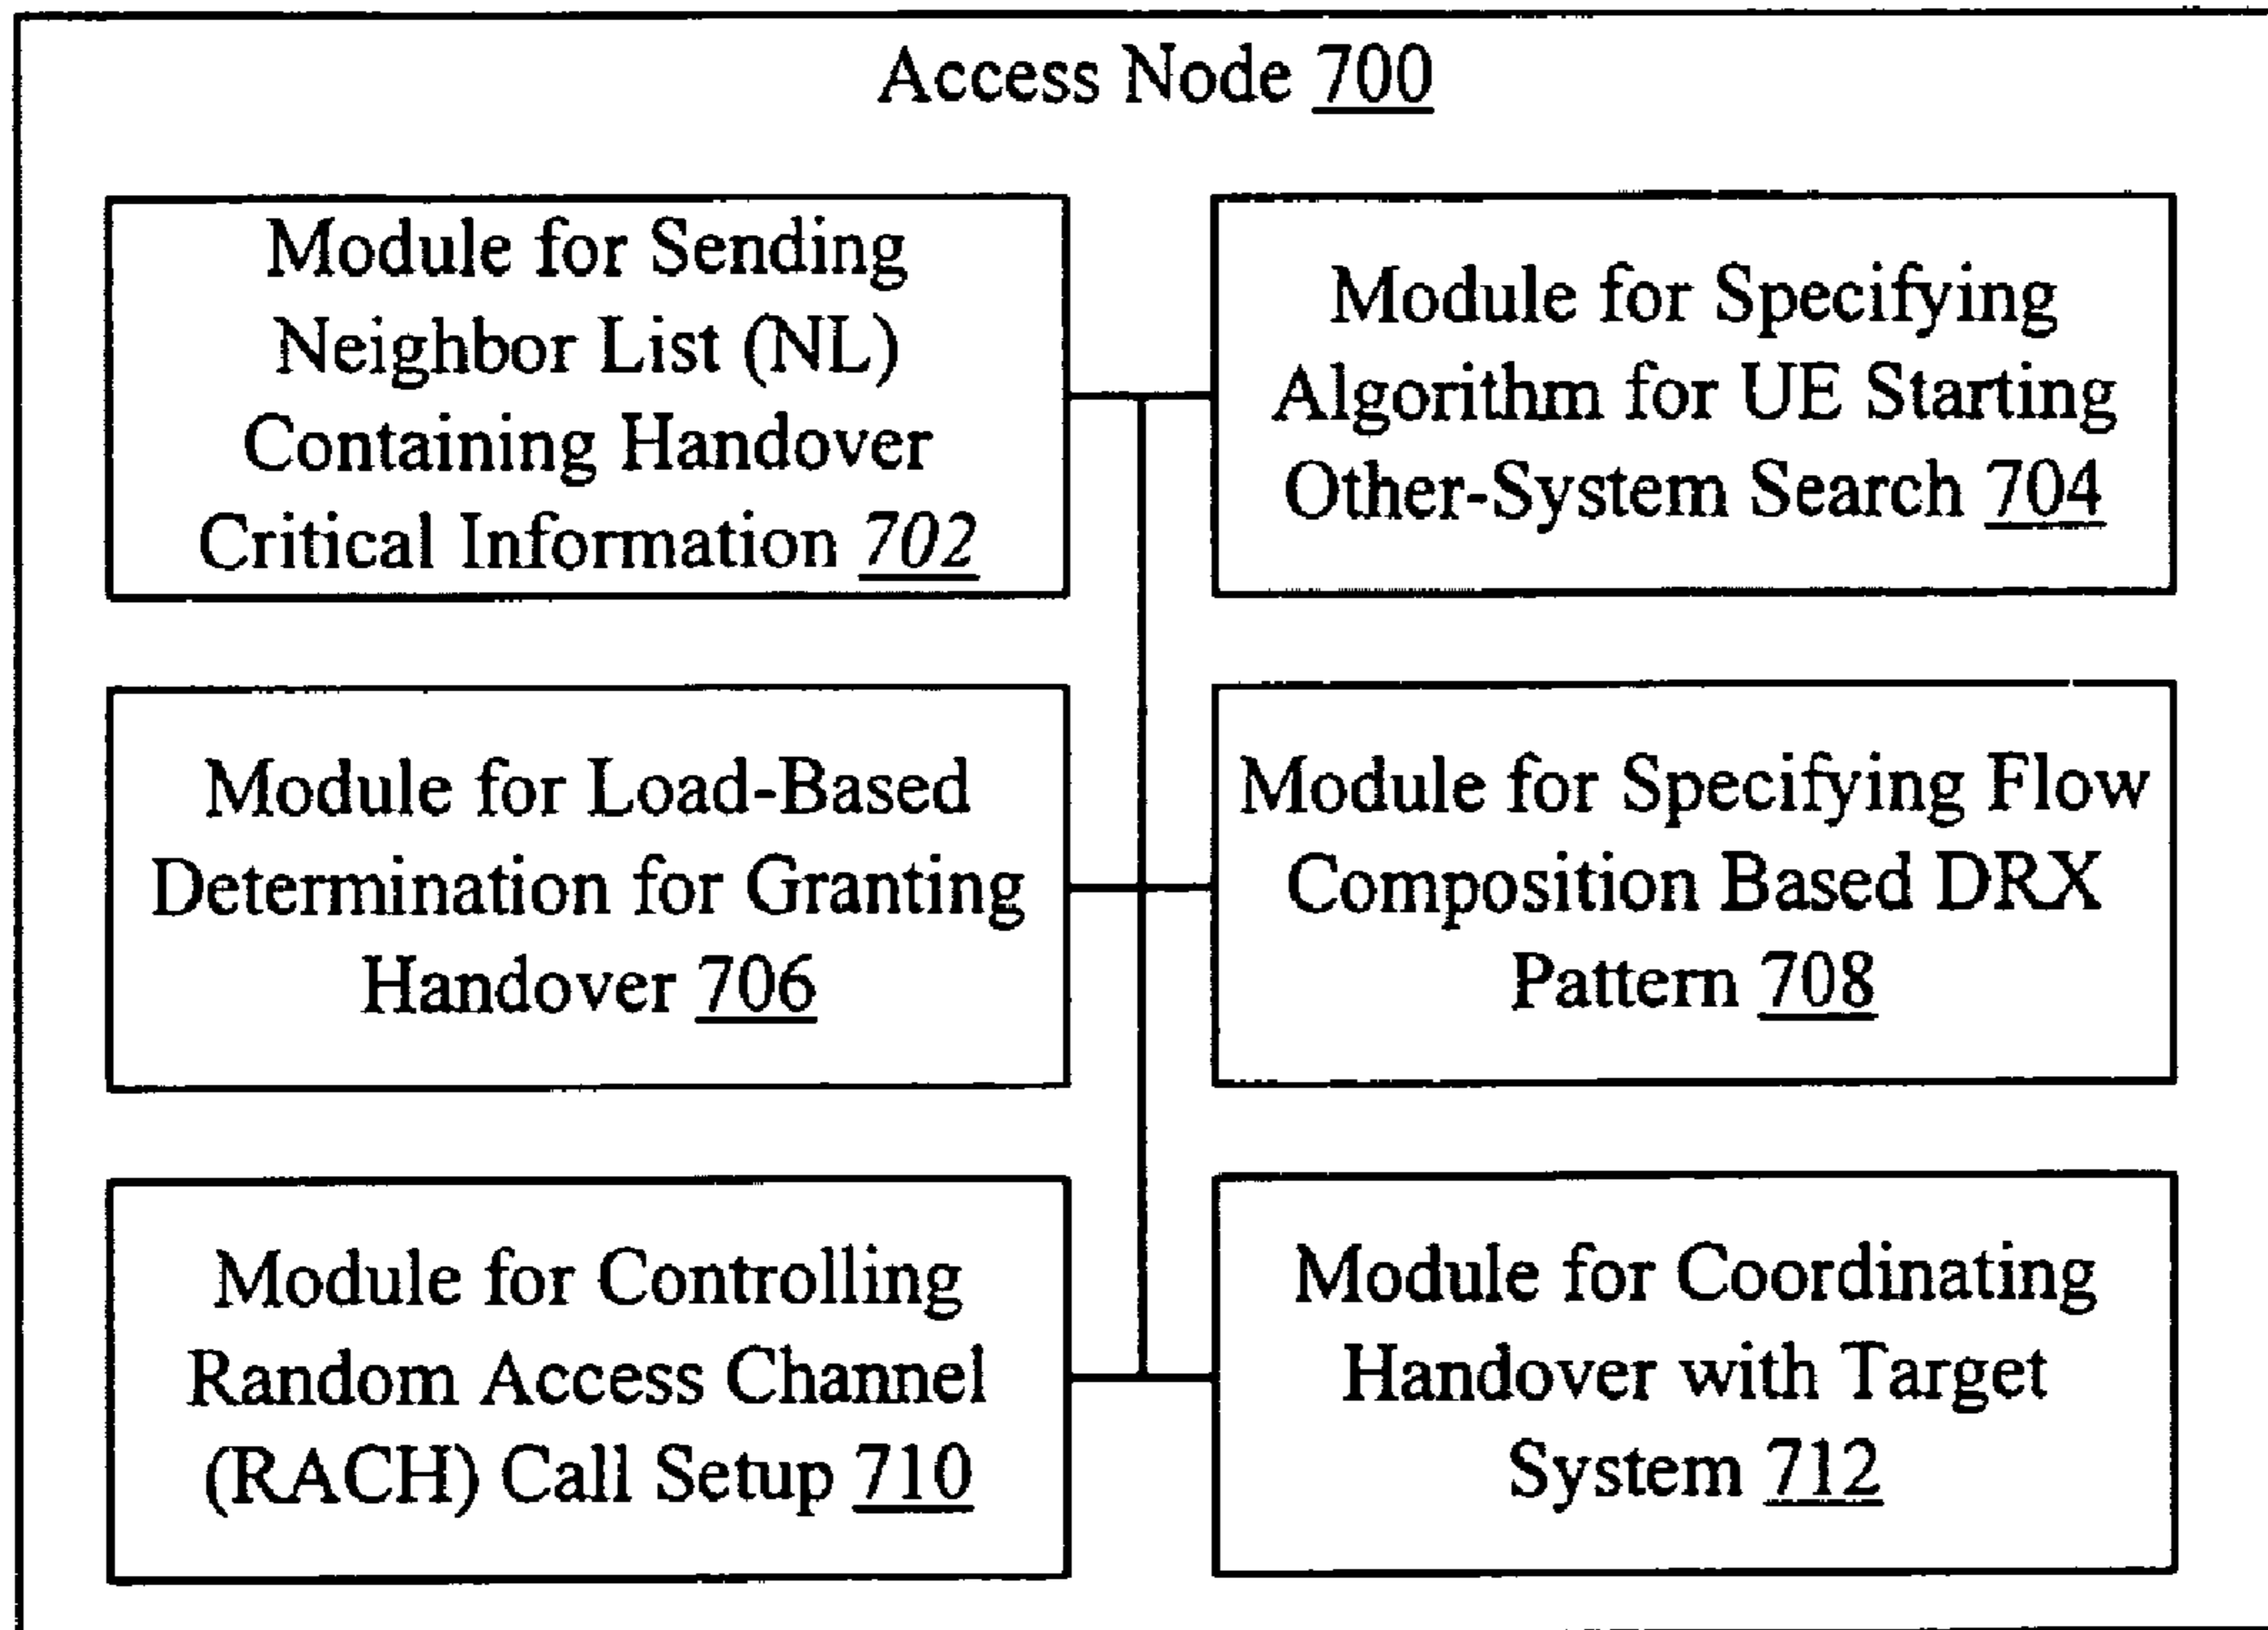 Access Node 700
Module for Sending
Neighbor List (NL)
Containing Handover
Critical Information 702
Module for Specifying
Algorithm for UE Starting
Other-System Search 704
Module for Load-Based
Determination for Granting
Handover 706
Module for Specifying Flow
Composition Based DRX
Pattern 708
Module for Controlling
Random Access Channel
(RACH) Call Setup 710
Module for Coordinating
Handover with Target
System 712